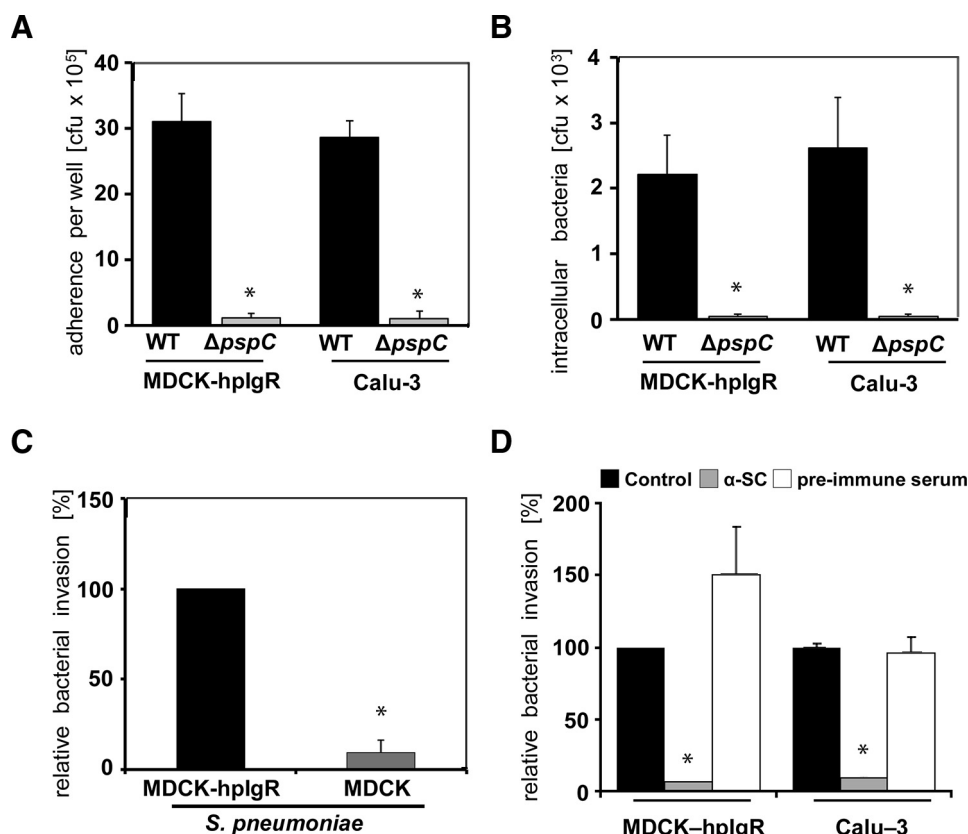 A
adherence per well [cfu x 10⁵]
40
30
20
10
0
*
*
WT ΔpspC WT ΔpspC
MDCK-hpIgR Calu-3
B
intracellular bacteria [cfu x 10³]
4
3
2
1
0
*
*
WT ΔpspC WT ΔpspC
MDCK-hpIgR Calu-3
C
relative bacterial invasion [%]
150
100
50
0
*
MDCK-hpIgR MDCK
S. pneumoniae
D
Control α-SC pre-immune serum
relative bacterial invasion [%]
200
150
100
50
0
*
*
MDCK–hpIgR Calu–3